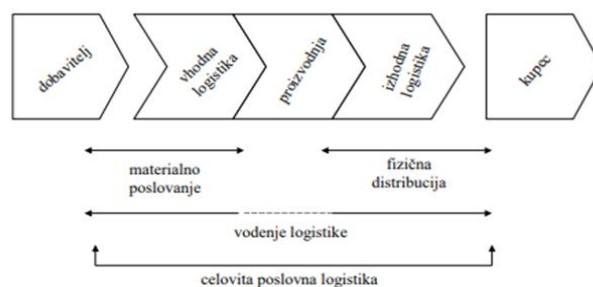 dobavitelj
vhodna
logistika
proizvodnja
izhodna
logistika
kupec
materialno
poslovanje
fizična
distribucija
vodenje logistike
celovita poslovna logistika